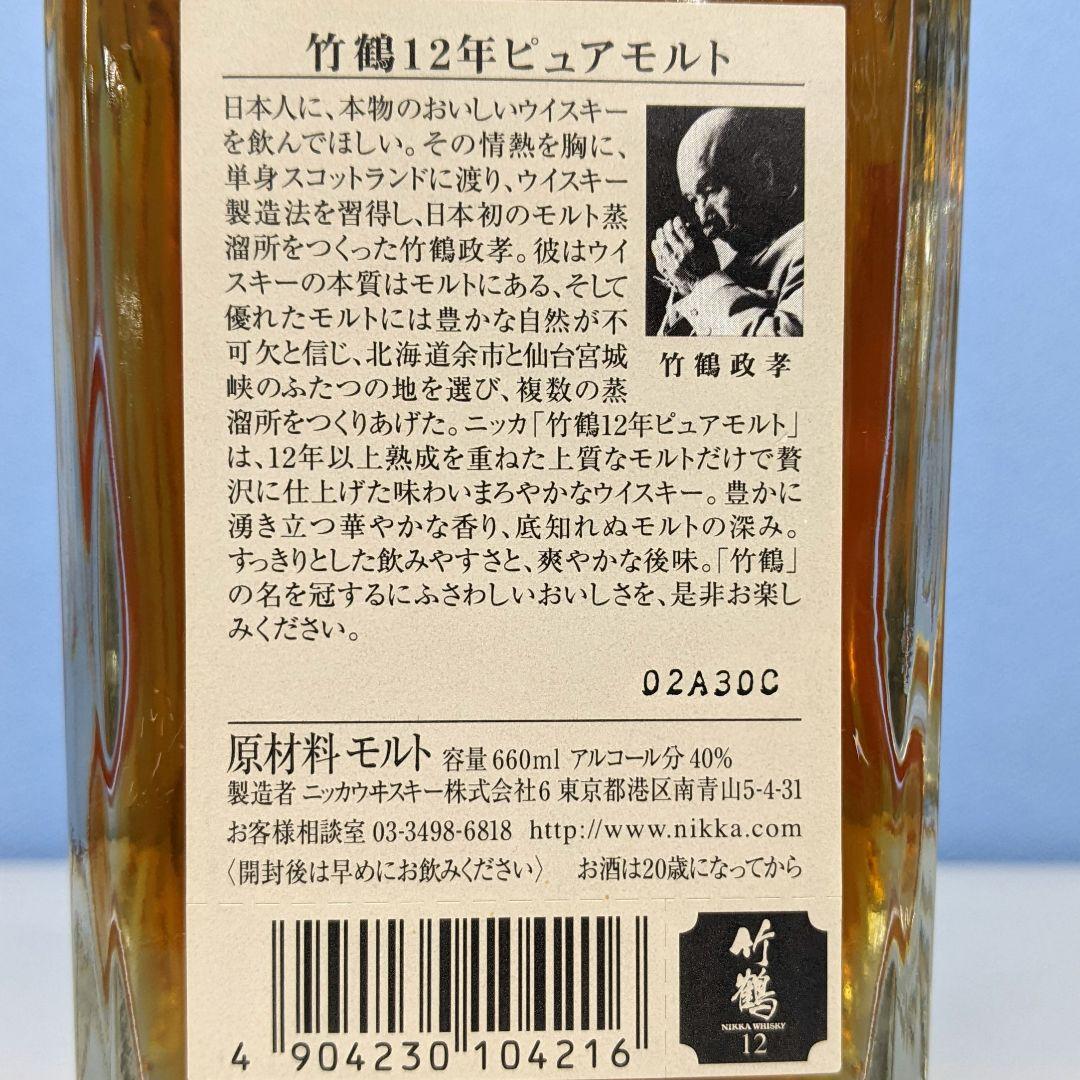 竹鶴12年ピュアモルト
日本人に、本物のおいしいウイスキー
を飲んでほしい。その情熱を胸に、
単身スコットランドに渡り、ウイスキー
製造法を習得し、日本初のモルト蒸
溜所をつくった竹鶴政孝。彼はウイ
スキーの本質はモルトにある、そして
優れたモルトには豊かな自然が不
可欠と信じ、北海道余市と仙台宮城
峡のふたつの地を選び、複数の蒸
溜所をつくりあげた。ニッカ「竹鶴12年ピュアモルト」
は、12年以上熟成を重ねた上質なモルトだけで贅
沢に仕上げた味わいまろやかなウイスキー。豊かに
湧き立つ華やかな香り、底知れぬモルトの深み。
すっきりとした飲みやすさと、爽やかな後味。「竹鶴」
の名を冠するにふさわしいおいしさを、是非お楽し
みください。
竹鶴政孝
02A30C
原材料 モルト 容量 660ml アルコール分 40%
製造者 ニッカウヰスキー株式会社6 東京都港区南青山5-4-31
お客様相談室 03-3498-6818 http://www.nikka.com
〈開封後は早めにお飲みください〉 お酒は20歳になってから
4 904230 104216
竹鶴
NIKKA WHISKY
12